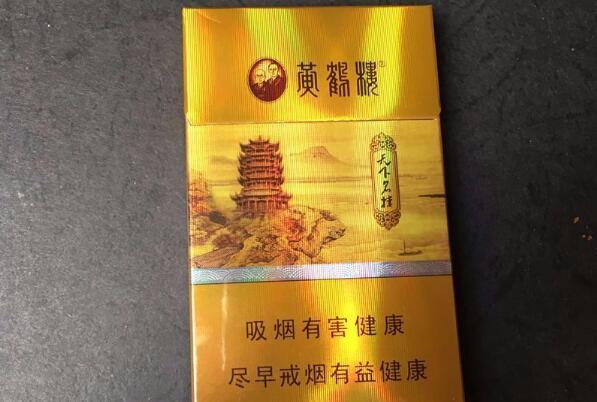 黄鹤楼
天下名楼
吸烟有害健康
尽早戒烟有益健康